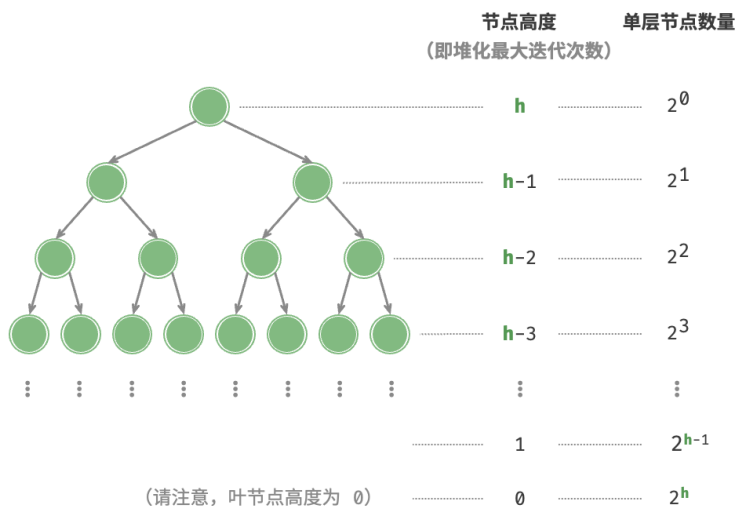 节点高度 单层节点数量
（即堆化最大迭代次数）
h 2^0
h-1 2^1
h-2 2^2
h-3 2^3
1 2^h-1
（请注意，叶节点高度为 0） 0 2^h